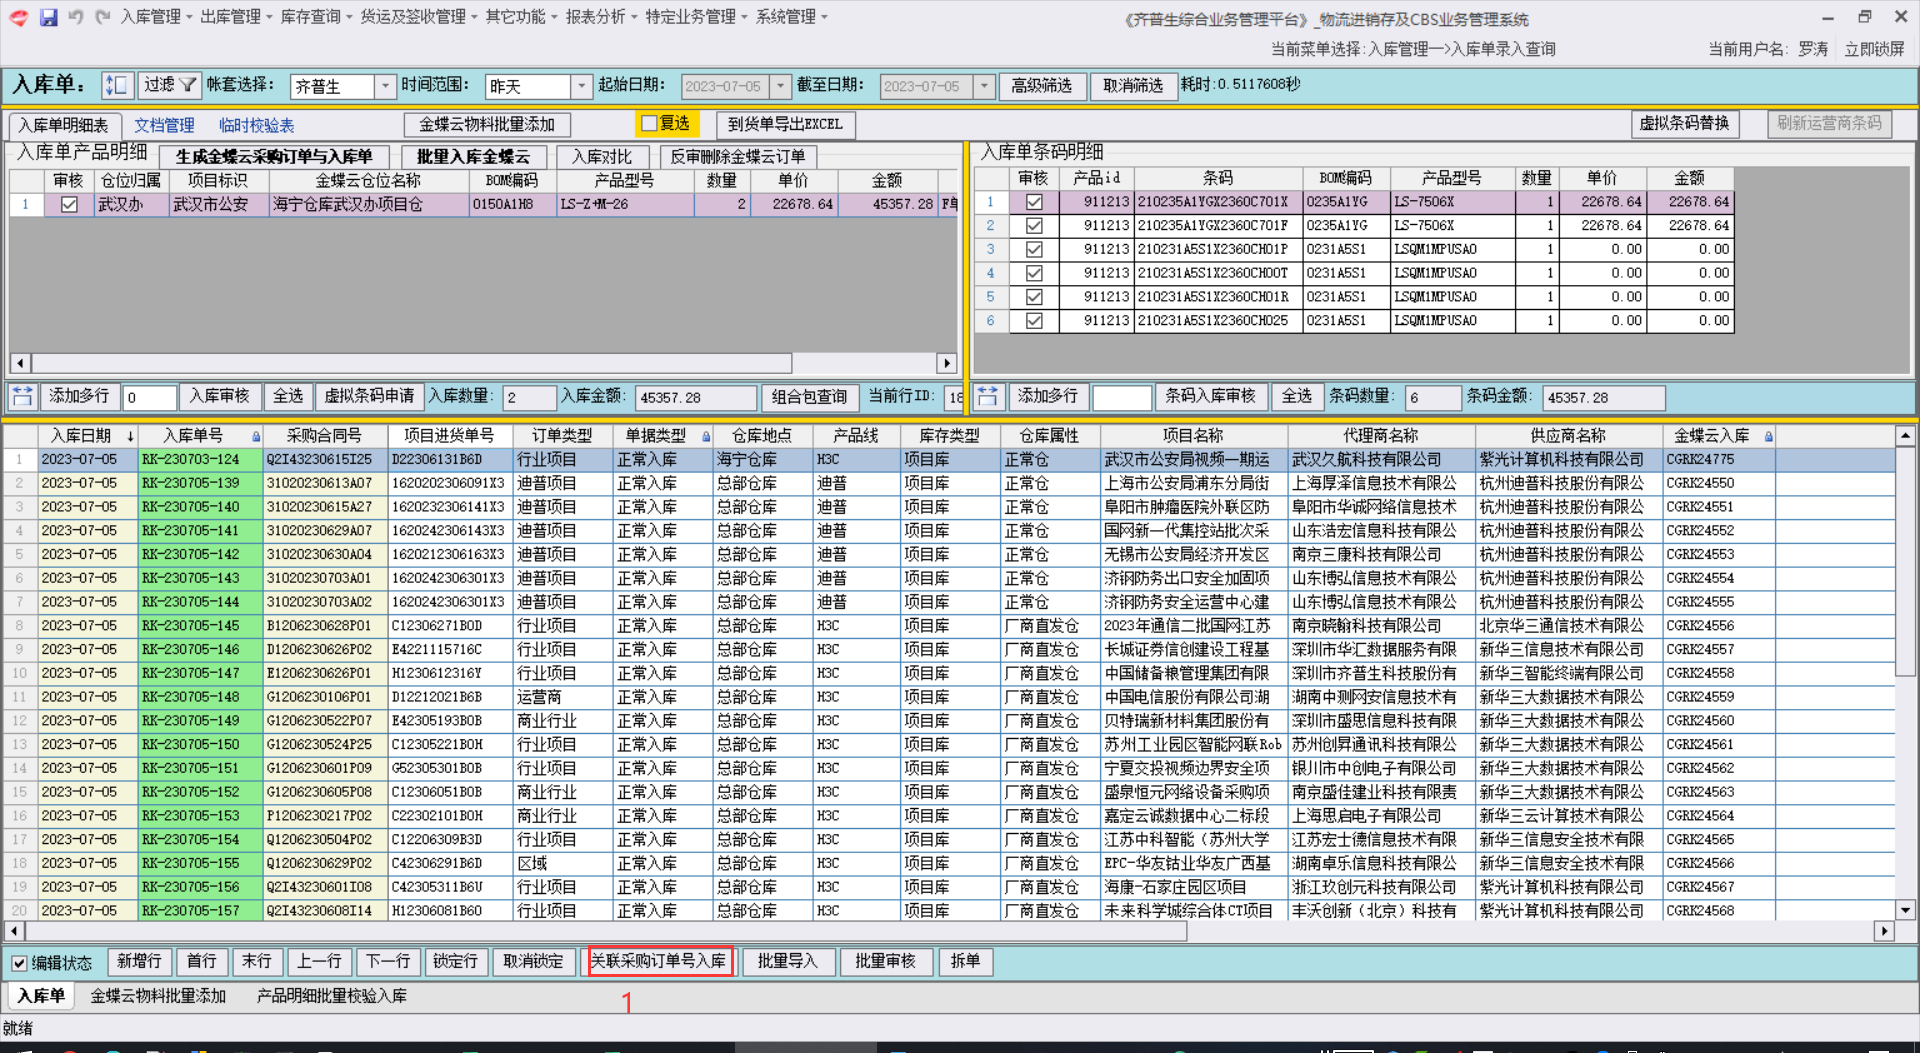 入库管理 出库管理 库存查询 货运及签收管理 其它功能 报表分析 特定业务管理 系统管理 《齐普生综合业务管理平台》_物流进销存及CBS业务管理系统
当前菜单选择:入库管理—>入库单录入查询 当前用户名: 罗涛 立即锁屏
入库单: 过滤 帐套选择: 齐普生 时间范围: 昨天 起始日期: 2023-07-05 截至日期: 2023-07-05 高级筛选 取消筛选 耗时:0.5117608秒
入库单明细表 文档管理 临时校验表 金蝶云物料批量添加 复选 到货单导出EXCEL 虚拟条码替换 刷新运营商条码
入库单产品明细 生成金蝶云采购订单与入库单 批量入库金蝶云 入库对比 反审删除金蝶云订单
审核 仓位归属 项目标识 金蝶云仓位名称 BOM编码 产品型号 数量 单价 金额
1 武汉办 武汉市公安 海宁仓库武汉办项目仓 0150A1H8 LS-Z+M-26 2 22678.64 45357.28 F单
入库单条码明细
审核 产品id 条码 BOM编码 产品型号 数量 单价 金额
1 911213 210235A1YGX2360C701X 0235A1YG LS-7506X 1 22678.64 22678.64
2 911213 210235A1YGX2360C701F 0235A1YG LS-7506X 1 22678.64 22678.64
3 911213 210231A5S1X2360CH01P 0231A5S1 LSQM1MPUSA0 1 0.00 0.00
4 911213 210231A5S1X2360CH00T 0231A5S1 LSQM1MPUSA0 1 0.00 0.00
5 911213 210231A5S1X2360CH01R 0231A5S1 LSQM1MPUSA0 1 0.00 0.00
6 911213 210231A5S1X2360CH025 0231A5S1 LSQM1MPUSA0 1 0.00 0.00
添加多行 0 入库审核 全选 虚拟条码申请 入库数量: 2 入库金额: 45357.28 组合包查询 当前行ID: 18
添加多行 条码入库审核 全选 条码数量: 6 条码金额: 45357.28
入库日期 入库单号 采购合同号 项目进货单号 订单类型 单据类型 仓库地点 产品线 库存类型 仓库属性 项目名称 代理商名称 供应商名称 金蝶云入库
1 2023-07-05 RK-230703-124 Q2I43230615I25 D22306131B6D 行业项目 正常入库 海宁仓库 H3C 项目库 正常仓 武汉市公安局视频一期运 武汉久航科技有限公司 紫光计算机科技有限公司 CGRK24775
2 2023-07-05 RK-230705-139 31020230613A07 1620202306091X3 迪普项目 正常入库 总部仓库 迪普 项目库 正常仓 上海市公安局浦东分局街 上海厚泽信息技术有限公 杭州迪普科技股份有限公 CGRK24550
3 2023-07-05 RK-230705-140 31020230615A27 1620232306141X3 迪普项目 正常入库 总部仓库 迪普 项目库 正常仓 阜阳市肿瘤医院外联区防 阜阳市华诚网络信息技术 杭州迪普科技股份有限公 CGRK24551
4 2023-07-05 RK-230705-141 31020230629A07 1620242306143X3 迪普项目 正常入库 总部仓库 迪普 项目库 正常仓 国网新一代集控站批次采 山东浩宏信息科技有限公 杭州迪普科技股份有限公 CGRK24552
5 2023-07-05 RK-230705-142 31020230630A04 1620212306163X3 迪普项目 正常入库 总部仓库 迪普 项目库 正常仓 无锡市公安局经济开发区 南京三康科技有限公司 杭州迪普科技股份有限公 CGRK24553
6 2023-07-05 RK-230705-143 31020230703A01 1620242306301X3 迪普项目 正常入库 总部仓库 迪普 项目库 正常仓 济钢防务出口安全加固项 山东博弘信息技术有限公 杭州迪普科技股份有限公 CGRK24554
7 2023-07-05 RK-230705-144 31020230703A02 1620242306301X3 迪普项目 正常入库 总部仓库 迪普 项目库 正常仓 济钢防务安全运营中心建 山东博弘信息技术有限公 杭州迪普科技股份有限公 CGRK24555
8 2023-07-05 RK-230705-145 B1206230628P01 C12306271B0D 行业项目 正常入库 总部仓库 H3C 项目库 厂商直发仓 2023年通信二批国网江苏 南京晓翰科技有限公司 北京华三通信技术有限公 CGRK24556
9 2023-07-05 RK-230705-146 D1206230626P02 E4221115716C 行业项目 正常入库 总部仓库 H3C 项目库 厂商直发仓 长城证券信创建设工程基 深圳市华汇数据服务有限 新华三信息技术有限公司 CGRK24557
10 2023-07-05 RK-230705-147 E1206230626P01 H1230612316Y 行业项目 正常入库 总部仓库 H3C 项目库 厂商直发仓 中国储备粮管理集团有限 深圳市齐普生科技股份有 新华三智能终端有限公司 CGRK24558
11 2023-07-05 RK-230705-148 G1206230106P01 D12212021B6B 运营商 正常入库 总部仓库 H3C 项目库 厂商直发仓 中国电信股份有限公司湖 湖南中测网安信息技术有 新华三大数据技术有限公 CGRK24559
12 2023-07-05 RK-230705-149 G1206230522P07 E42305193B0B 商业行业 正常入库 总部仓库 H3C 项目库 厂商直发仓 贝特瑞新材料集团股份有 深圳市盛思信息科技有限 新华三大数据技术有限公 CGRK24560
13 2023-07-05 RK-230705-150 G1206230524P25 C12305221B0H 行业项目 正常入库 总部仓库 H3C 项目库 厂商直发仓 苏州工业园区智能网联Rob 苏州创昇通讯科技有限公 新华三大数据技术有限公 CGRK24561
14 2023-07-05 RK-230705-151 G1206230601P09 G52305301B0B 行业项目 正常入库 总部仓库 H3C 项目库 厂商直发仓 宁夏交投视频边界安全项 银川市中创电子有限公司 新华三大数据技术有限公 CGRK24562
15 2023-07-05 RK-230705-152 G1206230605P08 C12306051B0B 商业行业 正常入库 总部仓库 H3C 项目库 厂商直发仓 盛泉恒元网络设备采购项 南京盛佳建业科技有限责 新华三大数据技术有限公 CGRK24563
16 2023-07-05 RK-230705-153 P1206230217P02 C22302101B0H 商业行业 正常入库 总部仓库 H3C 项目库 厂商直发仓 嘉定云诚数据中心二标段 上海思启电子有限公司 新华三云计算技术有限公 CGRK24564
17 2023-07-05 RK-230705-154 Q1206230504P02 C12206309B3D 行业项目 正常入库 总部仓库 H3C 项目库 厂商直发仓 江苏中科智能（苏州大学 江苏宏士德信息技术有限 新华三信息安全技术有限 CGRK24565
18 2023-07-05 RK-230705-155 Q1206230629P02 C42306291B6D 区域 正常入库 总部仓库 H3C 项目库 厂商直发仓 EPC-华友钴业华友广西基 湖南卓乐信息科技有限公 新华三信息安全技术有限 CGRK24566
19 2023-07-05 RK-230705-156 Q2I43230601I08 C42305311B6U 行业项目 正常入库 总部仓库 H3C 项目库 厂商直发仓 海康-石家庄园区项目 浙江玖创元科技有限公司 紫光计算机科技有限公司 CGRK24567
20 2023-07-05 RK-230705-157 Q2I43230608I14 H12306081B60 行业项目 正常入库 总部仓库 H3C 项目库 厂商直发仓 未来科学城综合体CT项目 丰沃创新（北京）科技有 紫光计算机科技有限公司 CGRK24568
编辑状态 新增行 首行 末行 上一行 下一行 锁定行 取消锁定 关联采购订单号入库 批量导入 批量审核 拆单
入库单 金蝶云物料批量添加 产品明细批量校验入库 1
就绪